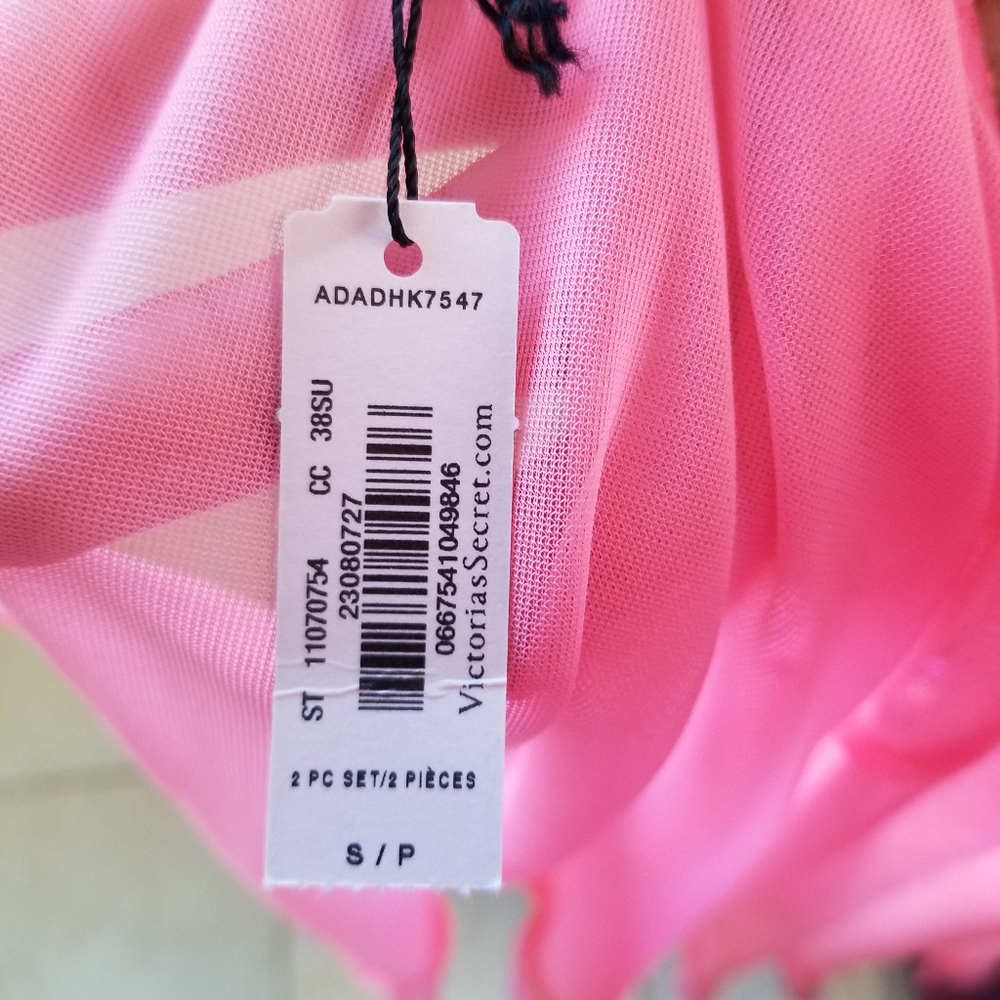 ADADHK7547
ST 11070754 CC 38SU
23080727
0667541049846
VictoriasSecret.com
2 PC SET/2 PIÈCES
S / P